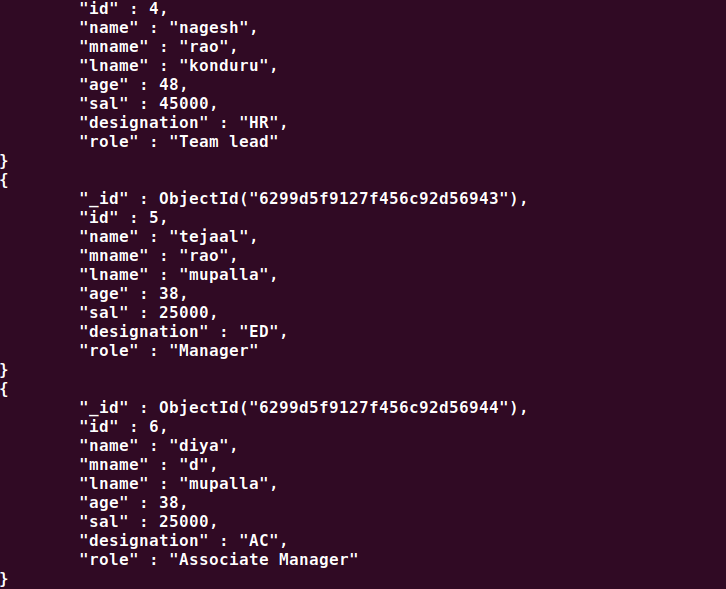 "id" : 4,
"name" : "nagesh",
"mname" : "rao",
"lname" : "konduru",
"age" : 48,
"sal" : 45000,
"designation" : "HR",
"role" : "Team lead"
}
{
"_id" : ObjectId("6299d5f9127f456c92d56943"),
"id" : 5,
"name" : "tejaal",
"mname" : "rao",
"lname" : "mupalla",
"age" : 38,
"sal" : 25000,
"designation" : "ED",
"role" : "Manager"
}
{
"_id" : ObjectId("6299d5f9127f456c92d56944"),
"id" : 6,
"name" : "diya",
"mname" : "d",
"lname" : "mupalla",
"age" : 38,
"sal" : 25000,
"designation" : "AC",
"role" : "Associate Manager"
}